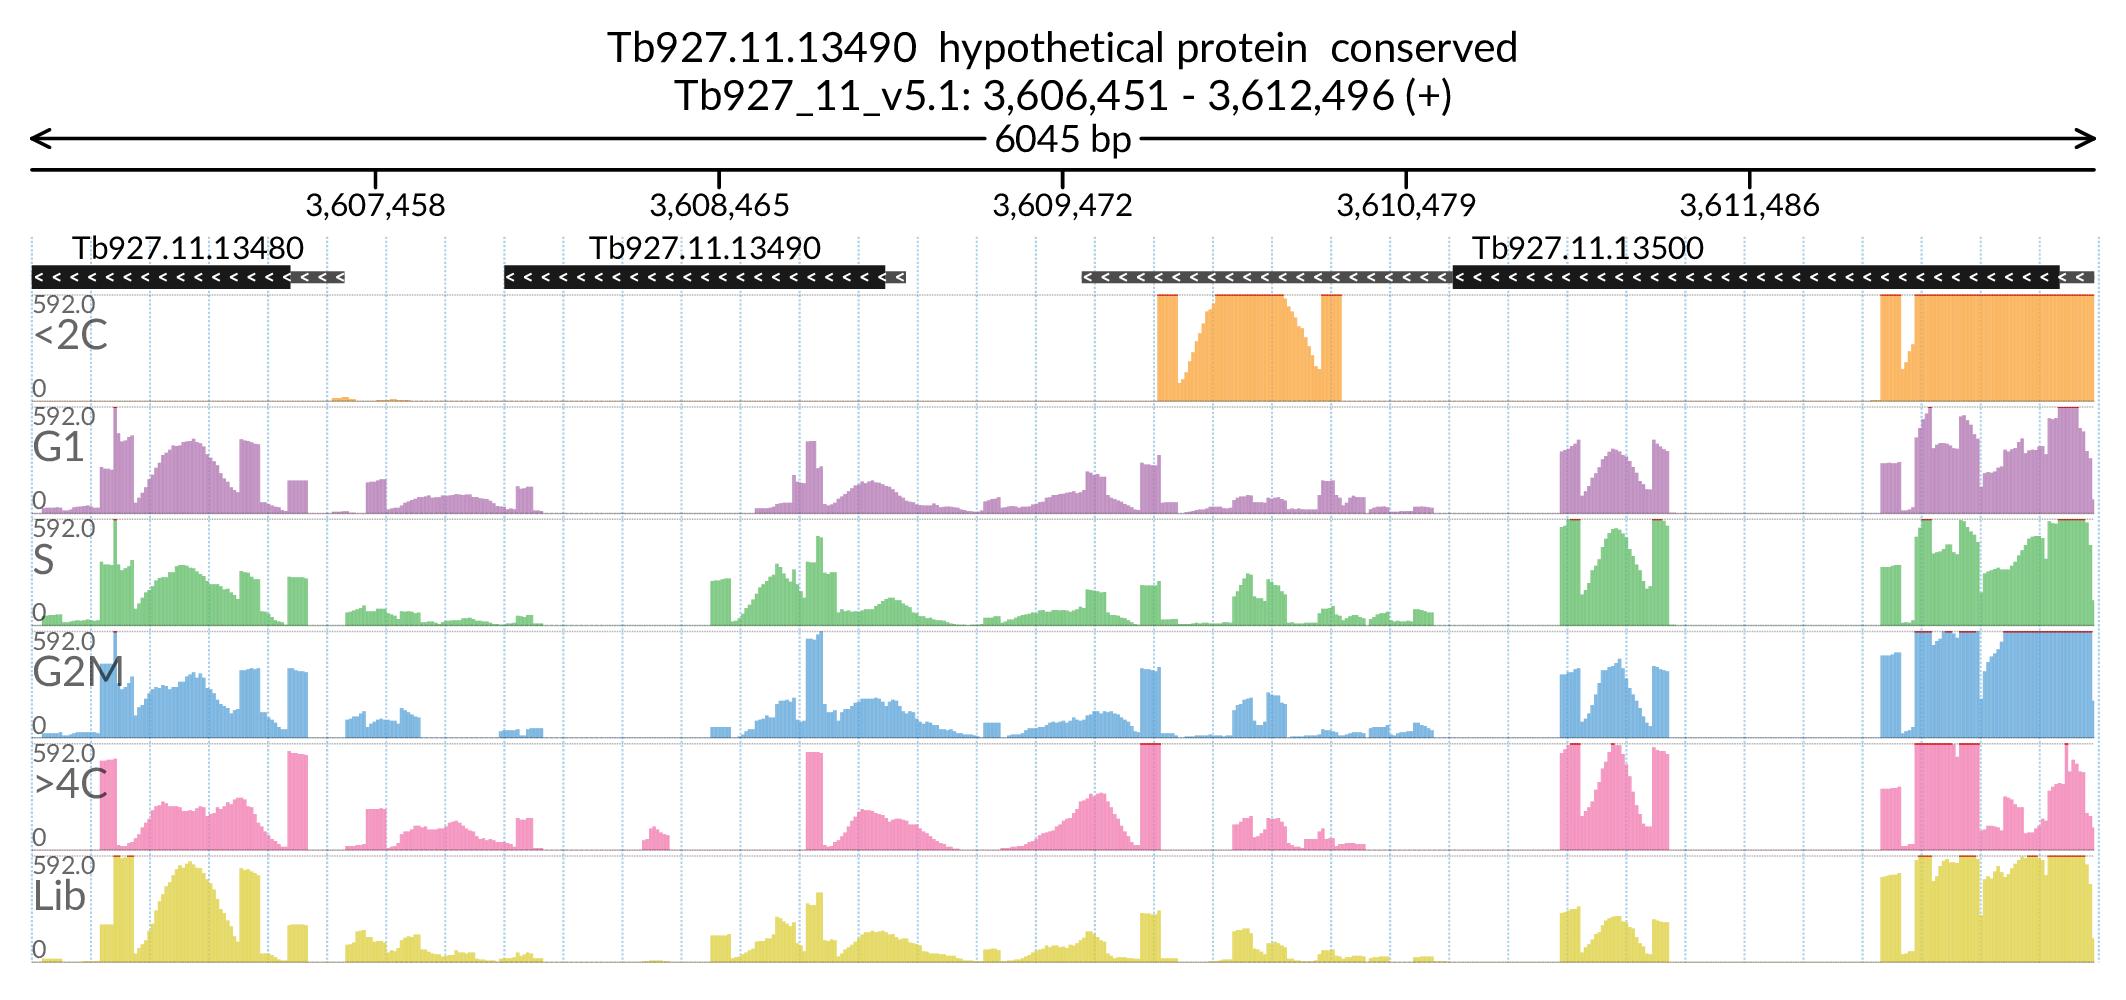 Tb927.11.13490 hypothetical protein conserved
Tb927_11_v5.1: 3,606,451 - 3,612,496 (+)
6045 bp
3,607,458 3,608,465 3,609,472 3,610,479 3,611,486
Tb927.11.13480 Tb927.11.13490 Tb927.11.13500
592.0
<2C
0
592.0
G1
0
592.0
S
0
592.0
G2M
0
592.0
>4C
0
592.0
Lib
0